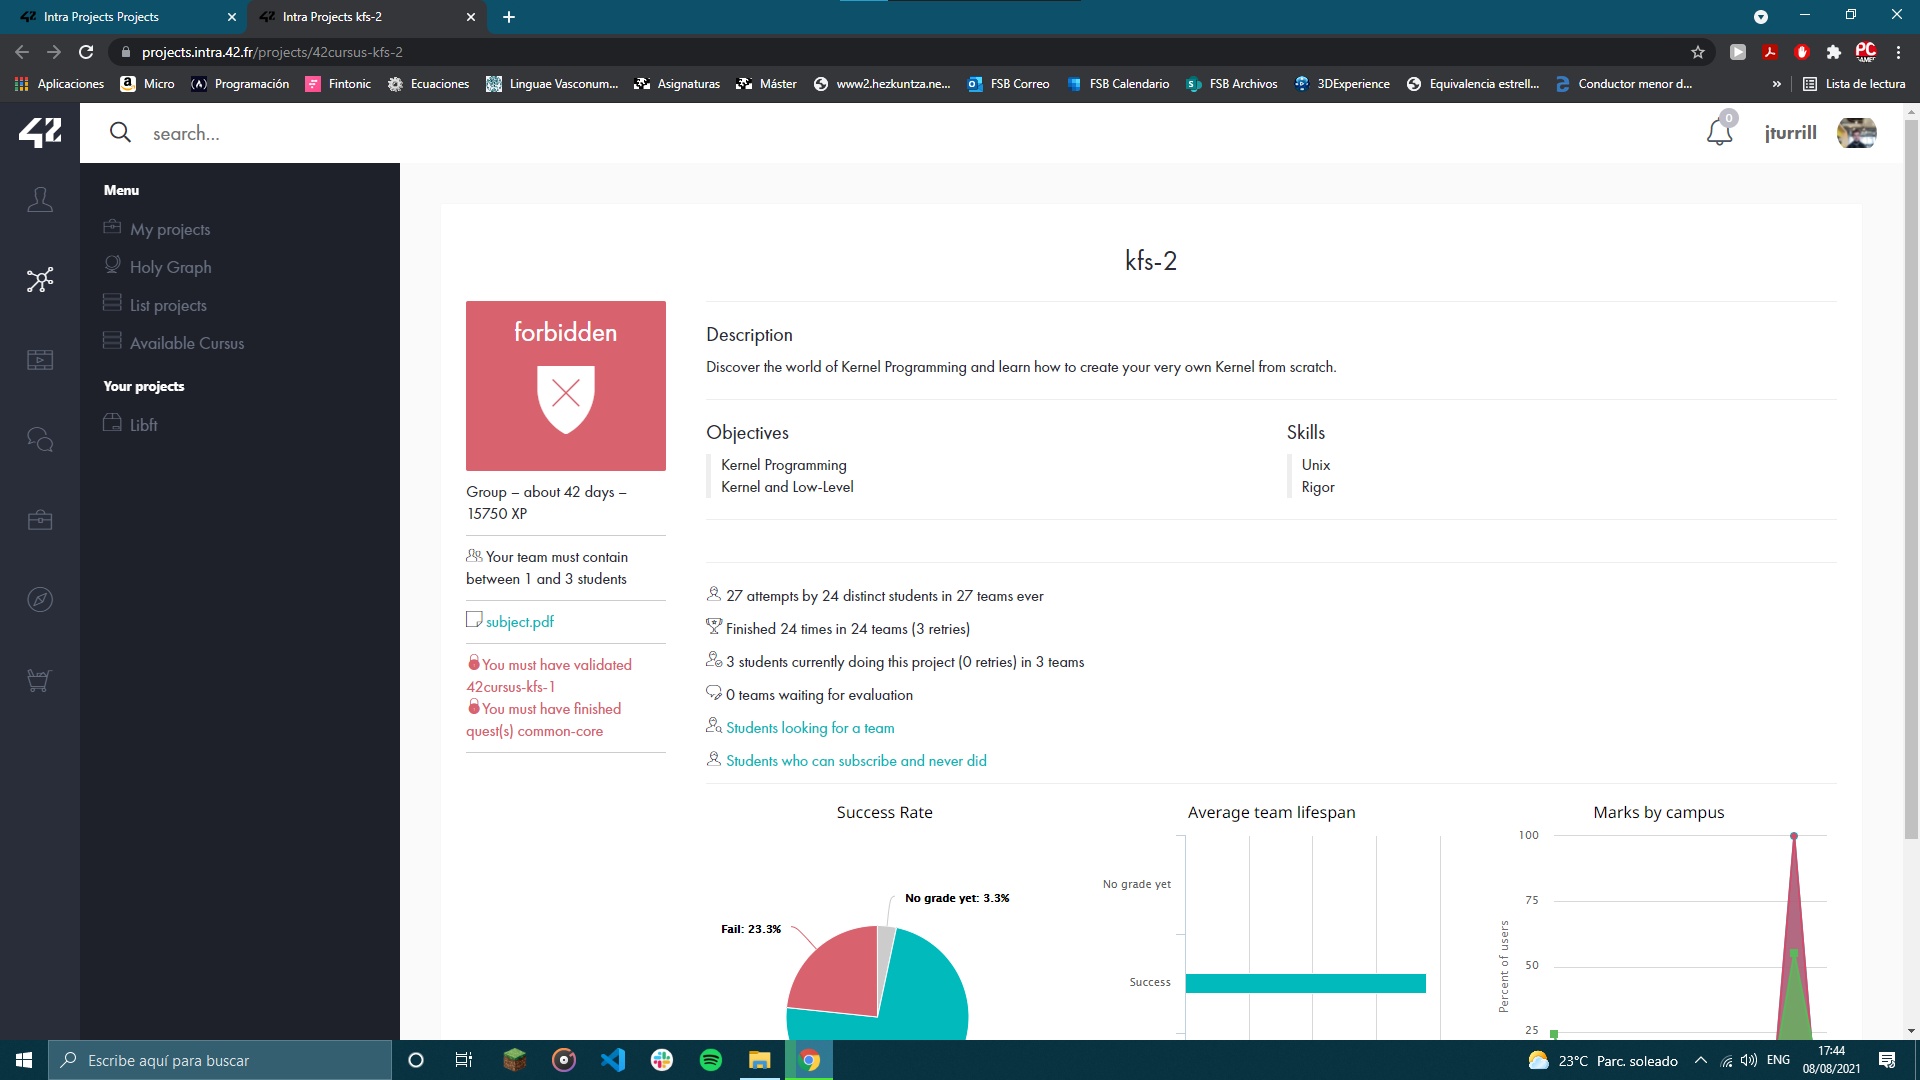 Intra Projects Projects
Intra Projects kfs-2
projects.intra.42.fr/projects/42cursus-kfs-2
Aplicaciones
Micro
Programación
Fintonic
Ecuaciones
Linguae Vasconum...
Asignaturas
Máster
www2.hezkuntza.ne...
FSB Correo
FSB Calendario
FSB Archivos
3DExperience
Equivalencia estrell...
Conductor menor d...
»
Lista de lectura
42
search...
0
jturrill
Menu
My projects
Holy Graph
List projects
Available Cursus
Your projects
Libft
kfs-2
forbidden
Group – about 42 days –
15750 XP
Your team must contain
between 1 and 3 students
subject.pdf
You must have validated
42cursus-kfs-1
You must have finished
quest(s) common-core
Description
Discover the world of Kernel Programming and learn how to create your very own Kernel from scratch.
Objectives
Kernel Programming
Kernel and Low-Level
Skills
Unix
Rigor
27 attempts by 24 distinct students in 27 teams ever
Finished 24 times in 24 teams (3 retries)
3 students currently doing this project (0 retries) in 3 teams
0 teams waiting for evaluation
Students looking for a team
Students who can subscribe and never did
Success Rate
No grade yet: 3.3%
Fail: 23.3%
Average team lifespan
No grade yet
Success
Marks by campus
100
75
50
25
Percent of users
Escribe aquí para buscar
23°C Parc. soleado
ENG
17:44
08/08/2021